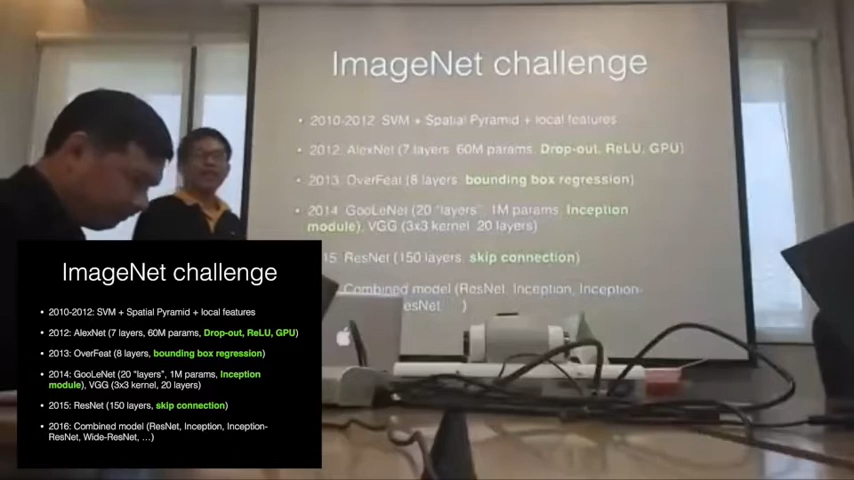 ImageNet challenge
• 2010-2012 SVM + Spatial Pyramid + local features
• 2012. AlexNet (7 layers 60M params, Drop-out, ReLU, GPU)
• 2013. OverFeat (8 layers, bounding box regression)
• 2014 GooLeNet (20 "layers", 1M params, Inception
module), VGG (3x3 kernel 20 layers)
15 ResNet (150 layers, skip connection)
Combined model (ResNet, Inception, Inception-
esNet )
ImageNet challenge
• 2010-2012: SVM + Spatial Pyramid + local features
• 2012: AlexNet (7 layers, 60M params, Drop-out, ReLU, GPU)
• 2013: OverFeat (8 layers, bounding box regression)
• 2014: GooLeNet (20 "layers", 1M params, Inception
module), VGG (3x3 kernel, 20 layers)
• 2015: ResNet (150 layers, skip connection)
• 2016: Combined model (ResNet, Inception, Inception-
ResNet, Wide-ResNet, ...)